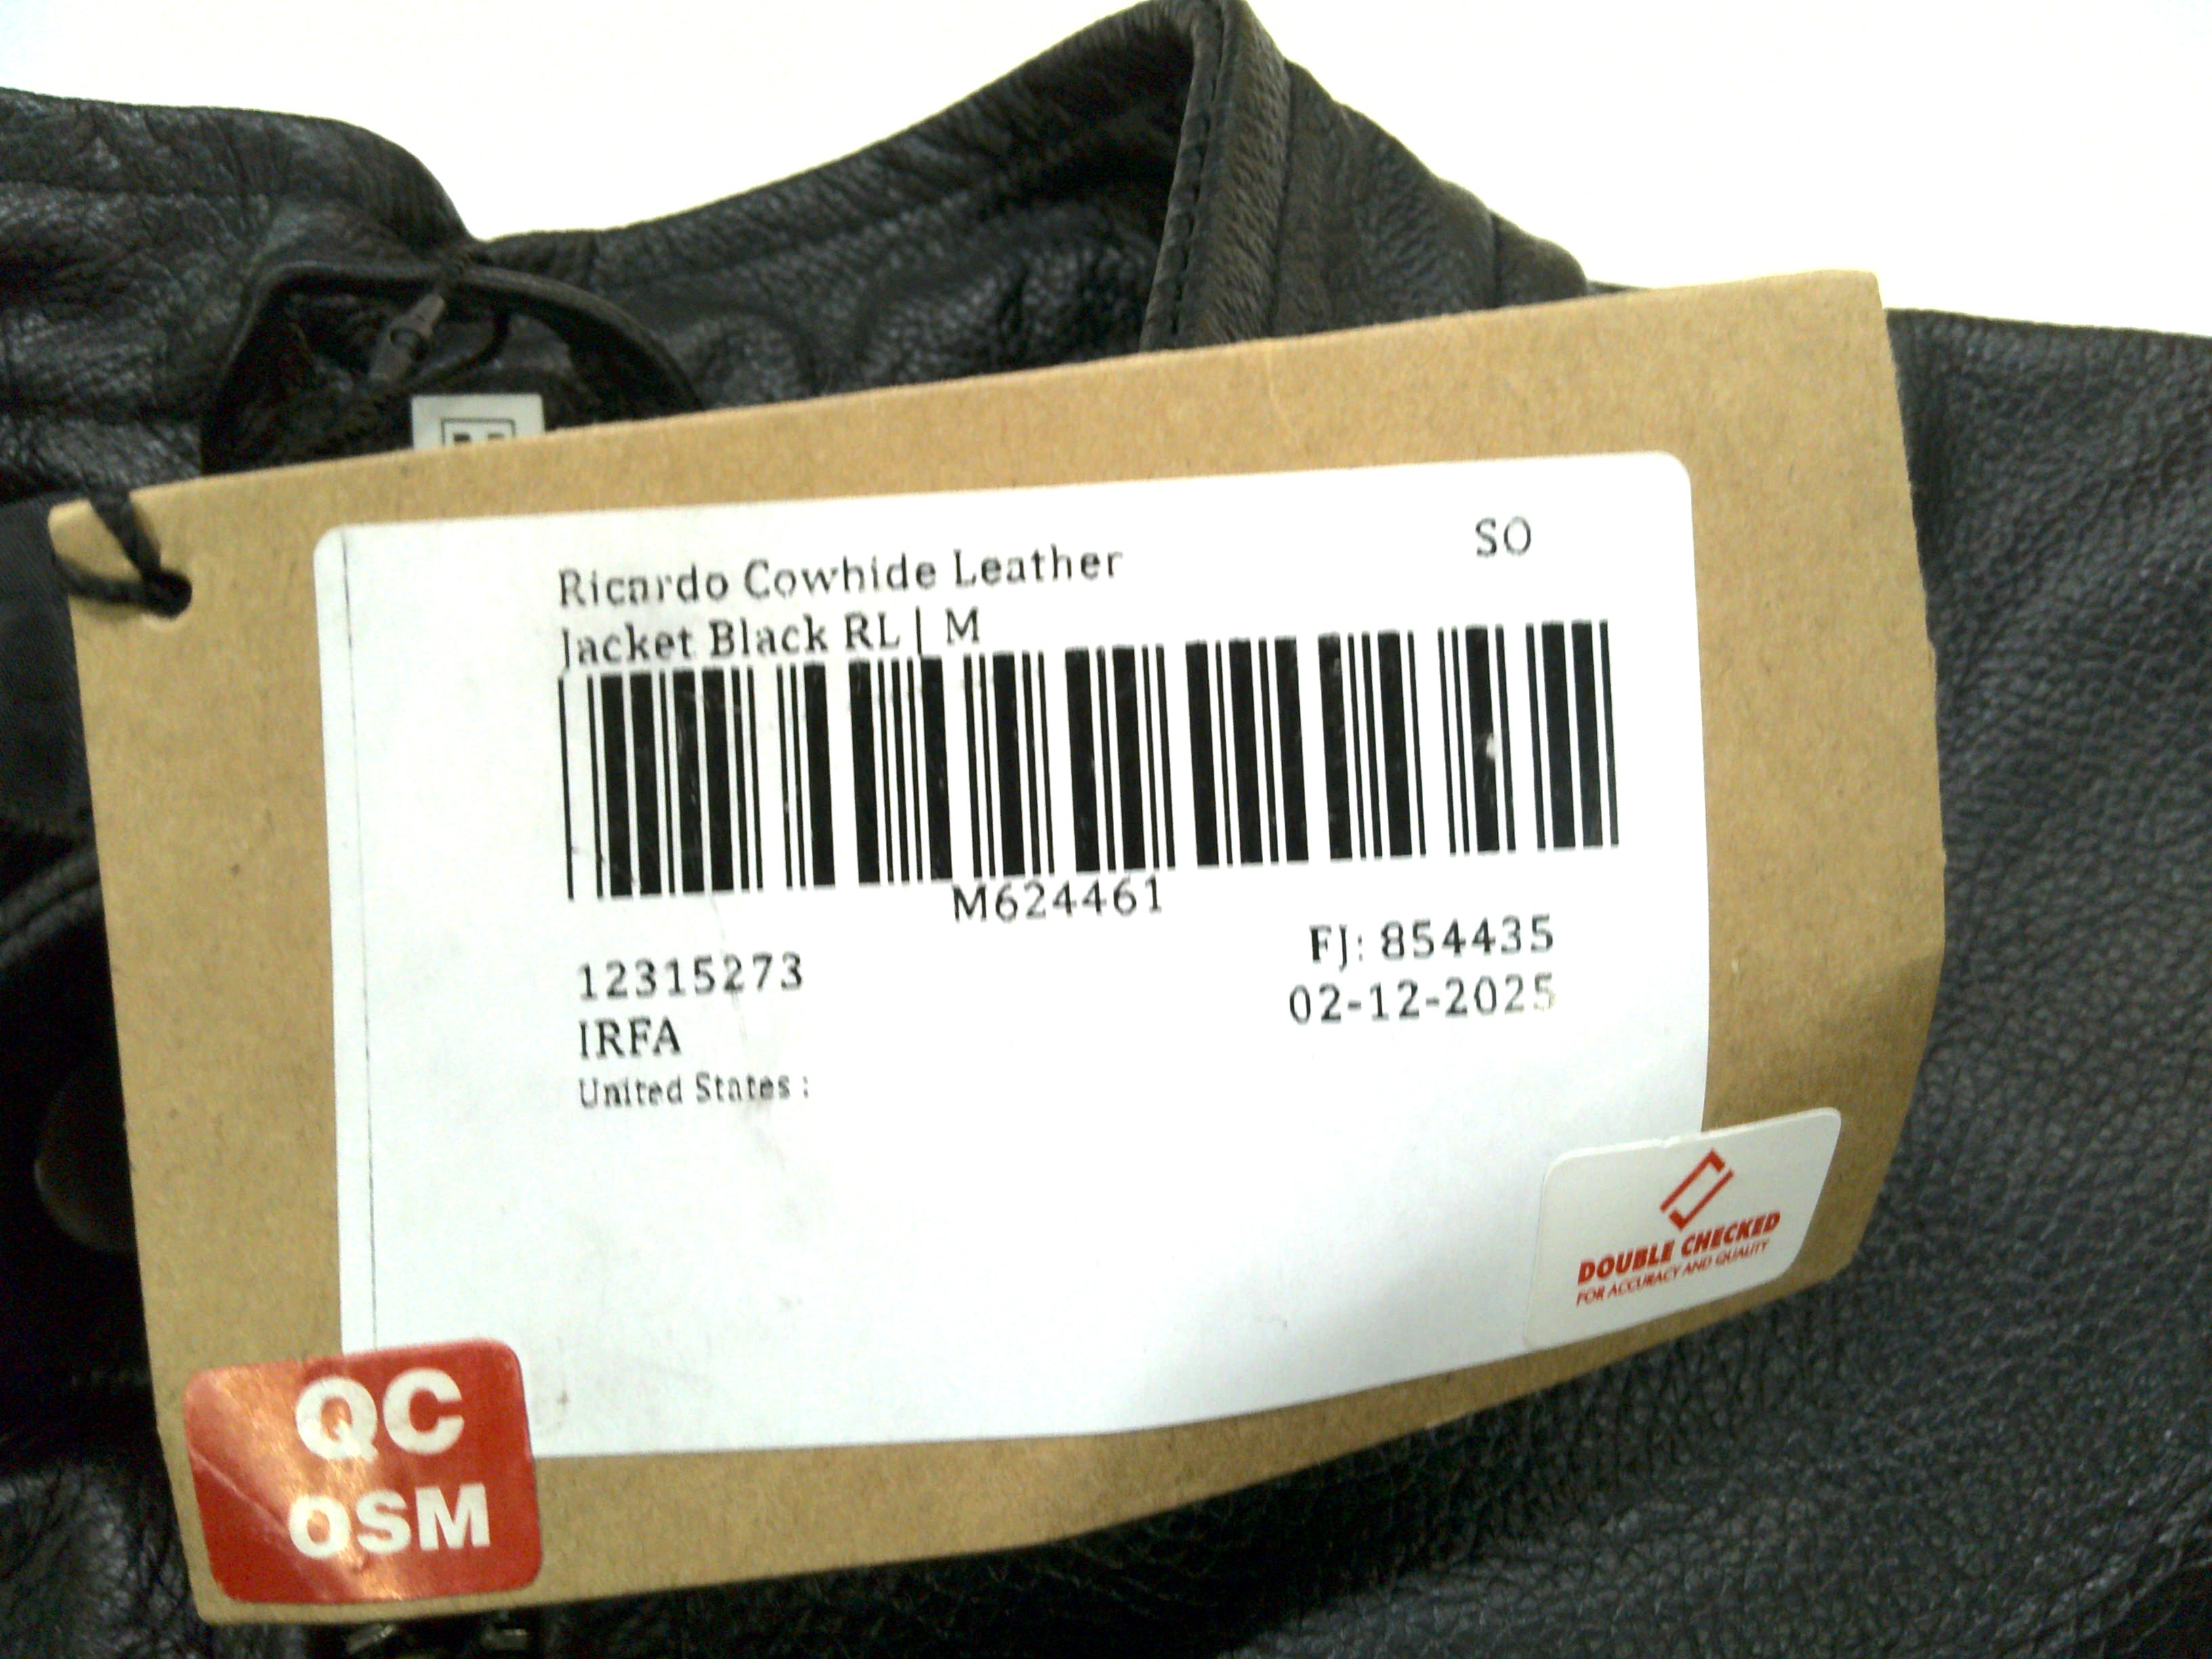 Ricardo Cowhide Leather
SO
Jacket Black RL | M
M624461
12315273
FJ: 854435
IRFA
02-12-2025
United States :
DOUBLE CHECKED
FOR ACCURACY AND QUALITY
QC
OSM